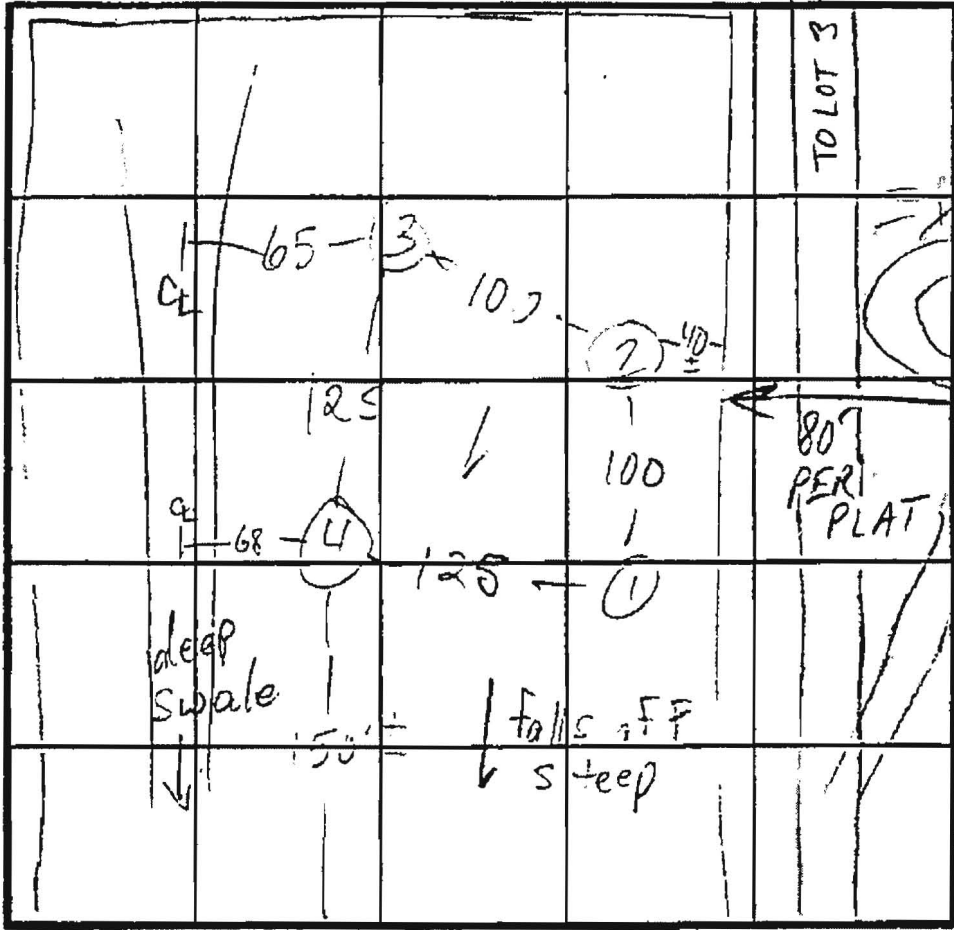 TO LOT 3
65 3
100
2 40 ±
CL
125
100
80'
PER
PLAT
CL
68 4
125 1
deep
swale
150' ±
falls off
steep